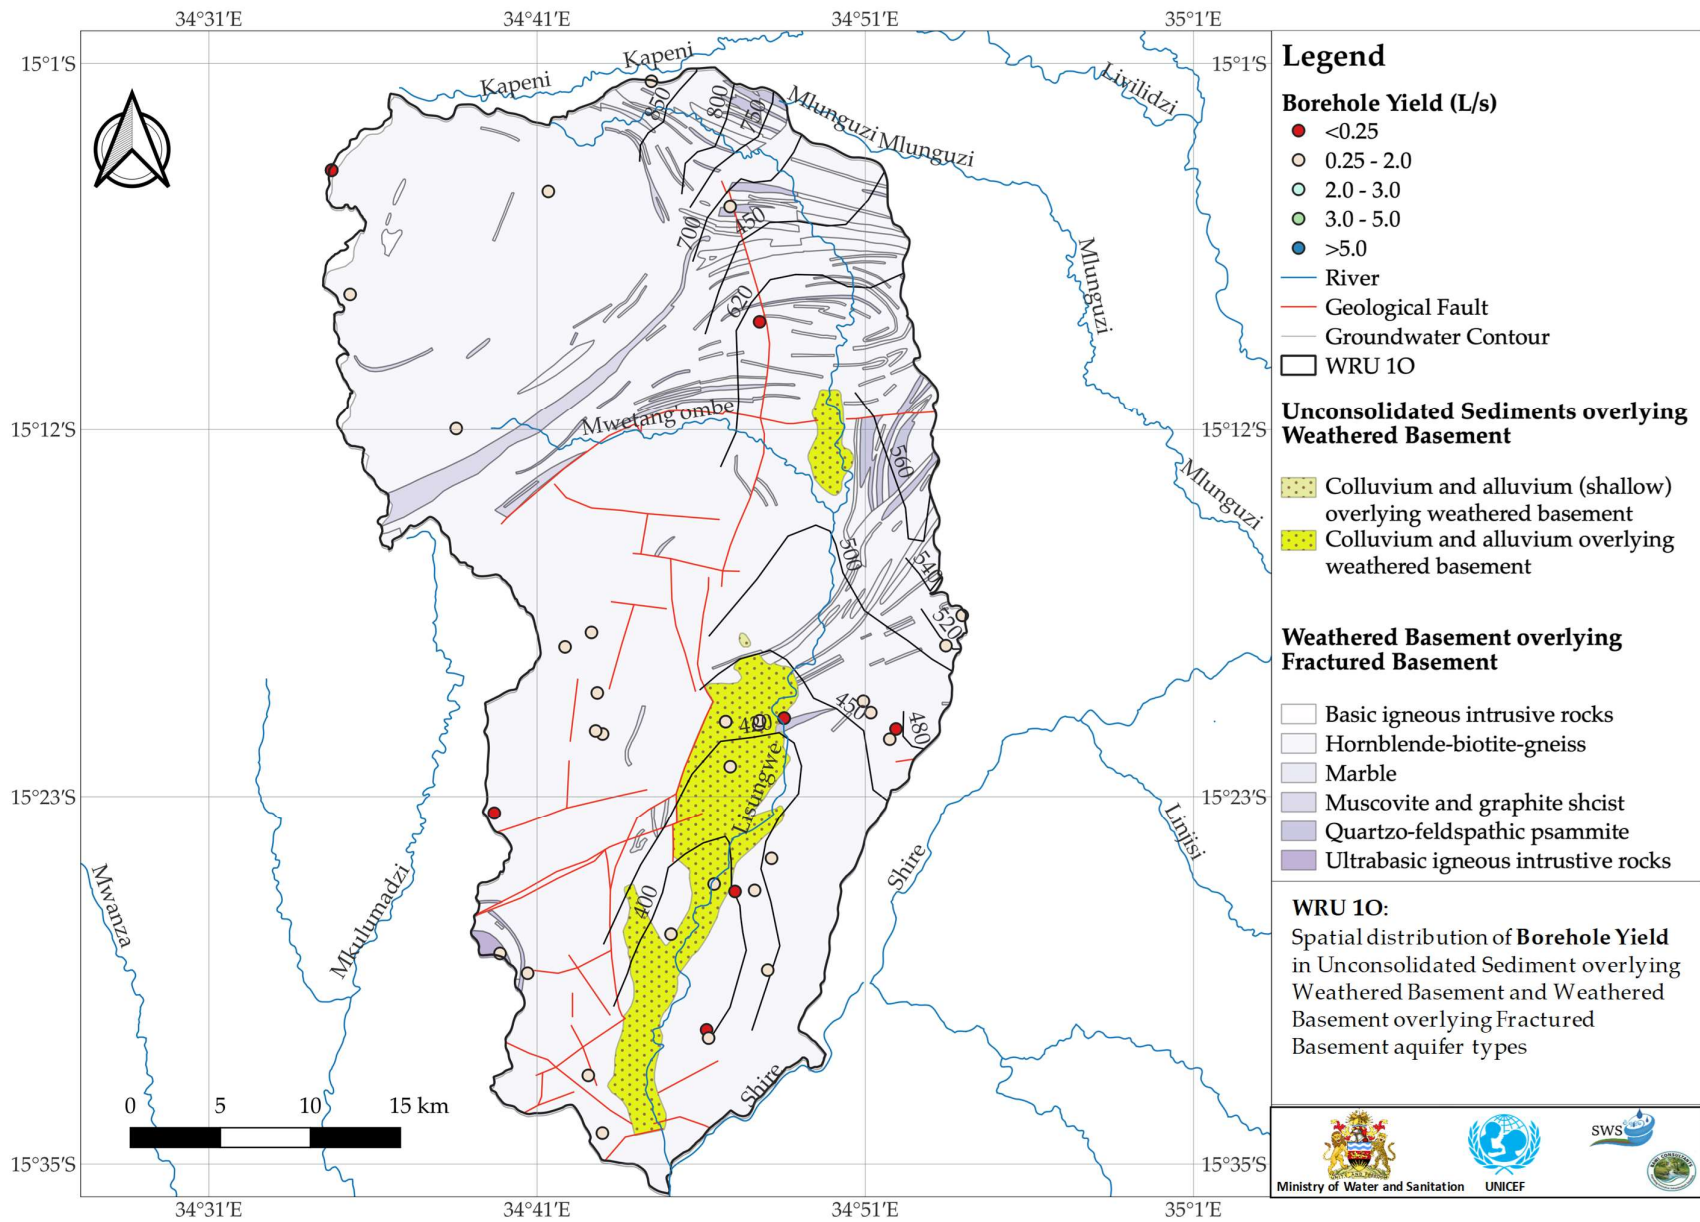 34°31'E
34°41'E
34°51'E
35°1'E
15°1'S
15°1'S
15°12'S
15°12'S
15°23'S
15°23'S
15°35'S
15°35'S
34°31'E
34°41'E
34°51'E
35°1'E
Kapeni
Kapeni
Livilidzi
850
800
750
Mlunguzi
Mlunguzi
700
450
Mlunguzi
620
Mwetang'ombe
560
Mlunguzi
500
540
520
450
480
420
Lisungwe
400
Mwanza
Mkulumadzi
Shire
Linjisi
Shire
0 5 10 15 km
Legend
Borehole Yield (L/s)
<0.25
0.25 - 2.0
2.0 - 3.0
3.0 - 5.0
>5.0
River
Geological Fault
Groundwater Contour
WRU 1O
Unconsolidated Sediments overlying
Weathered Basement
Colluvium and alluvium (shallow)
overlying weathered basement
Colluvium and alluvium overlying
weathered basement
Weathered Basement overlying
Fractured Basement
Basic igneous intrusive rocks
Hornblende-biotite-gneiss
Marble
Muscovite and graphite shcist
Quartzo-feldspathic psammite
Ultrabasic igneous intrustive rocks
WRU 1O:
Spatial distribution of Borehole Yield
in Unconsolidated Sediment overlying
Weathered Basement and Weathered
Basement overlying Fractured
Basement aquifer types
Ministry of Water and Sanitation
UNICEF
SWS